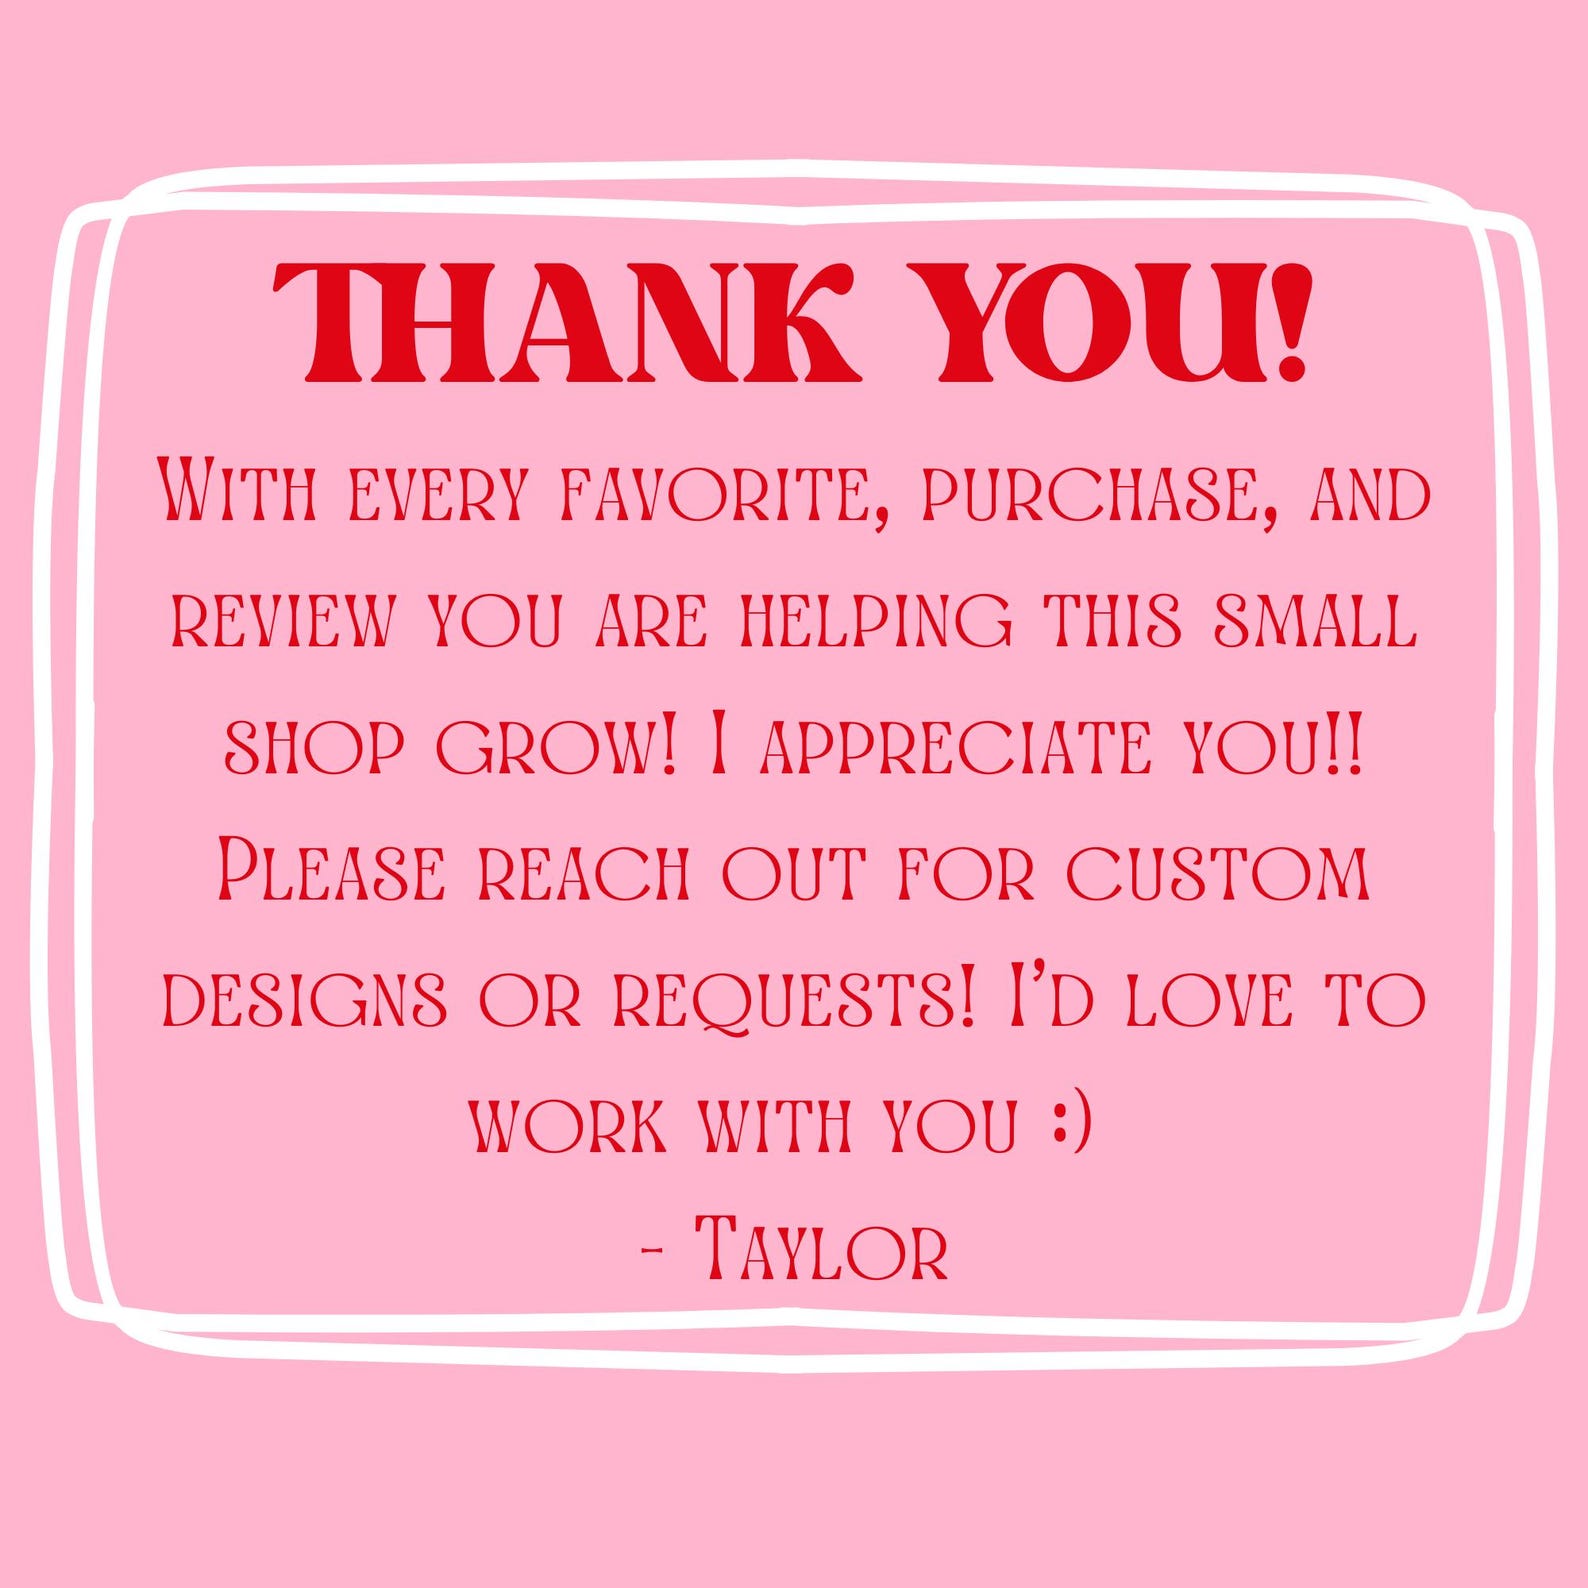 THANK YOU!
With every favorite, purchase, and
review you are helping this small
shop grow! I appreciate you!!
Please reach out for custom
designs or requests! I'd love to
work with you :)
- Taylor